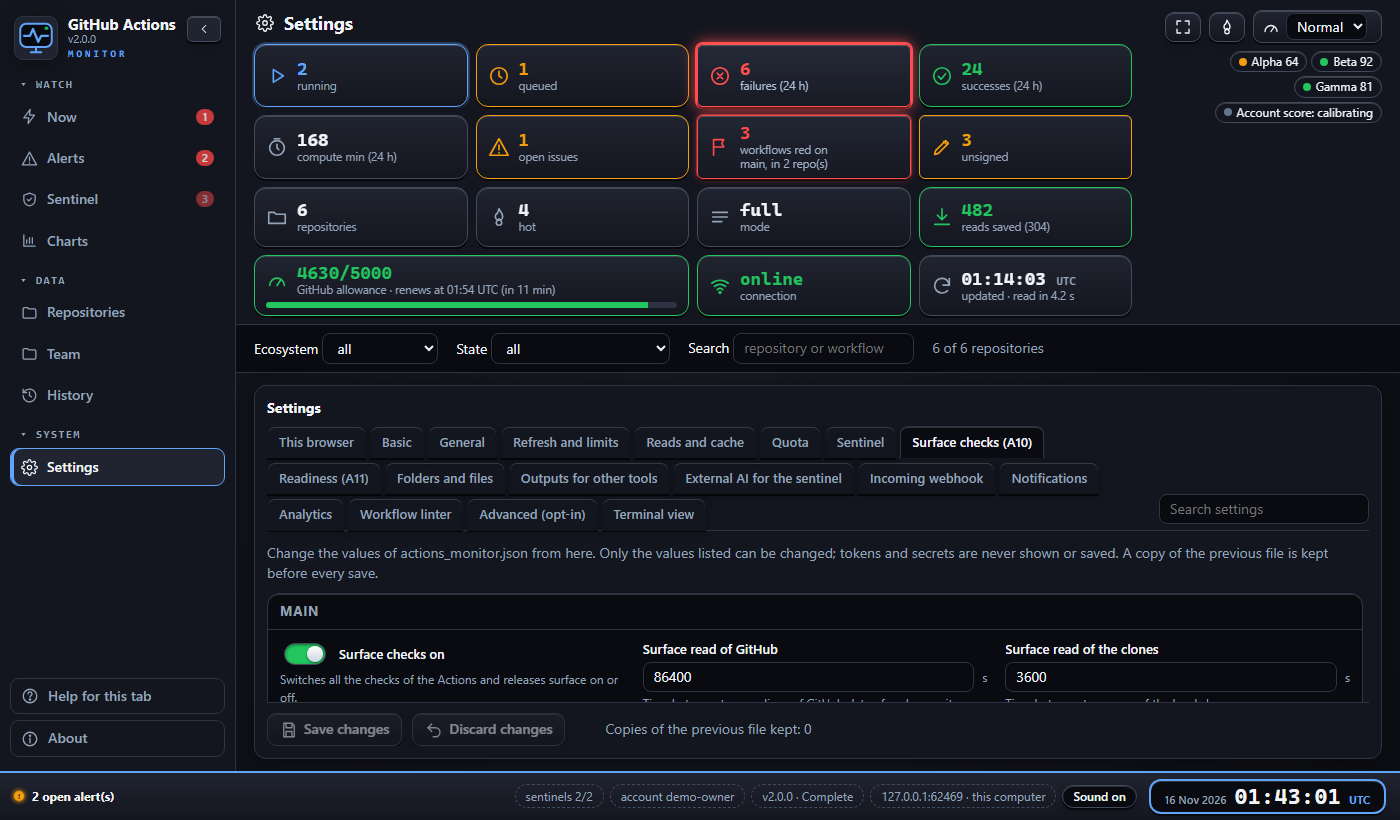 GitHub Actions
v2.0.0
MONITOR
WATCH
Now 1
Alerts 2
Sentinel 3
Charts
DATA
Repositories
Team
History
SYSTEM
Settings
Help for this tab
About
Settings
Normal
Alpha 64 Beta 92
Gamma 81
Account score: calibrating
2
running
1
queued
6
failures (24 h)
24
successes (24 h)
168
compute min (24 h)
1
open issues
3
workflows red on
main, in 2 repo(s)
3
unsigned
6
repositories
4
hot
full
mode
482
reads saved (304)
4630/5000
GitHub allowance · renews at 01:54 UTC (in 11 min)
online
connection
01:14:03 UTC
updated · read in 4.2 s
Ecosystem all State all Search repository or workflow 6 of 6 repositories
Settings
This browser Basic General Refresh and limits Reads and cache Quota Sentinel Surface checks (A10)
Readiness (A11) Folders and files Outputs for other tools External AI for the sentinel Incoming webhook Notifications
Analytics Workflow linter Advanced (opt-in) Terminal view Search settings
Change the values of actions_monitor.json from here. Only the values listed can be changed; tokens and secrets are never shown or saved. A copy of the previous file is kept
before every save.
MAIN
Surface checks on
Switches all the checks of the Actions and releases surface on or
off.
Surface read of GitHub
86400 s
Surface read of the clones
3600 s
Save changes Discard changes Copies of the previous file kept: 0
2 open alert(s) sentinels 2/2 account demo-owner v2.0.0 · Complete 127.0.0.1:62469 · this computer Sound on 16 Nov 2026 01:43:01 UTC